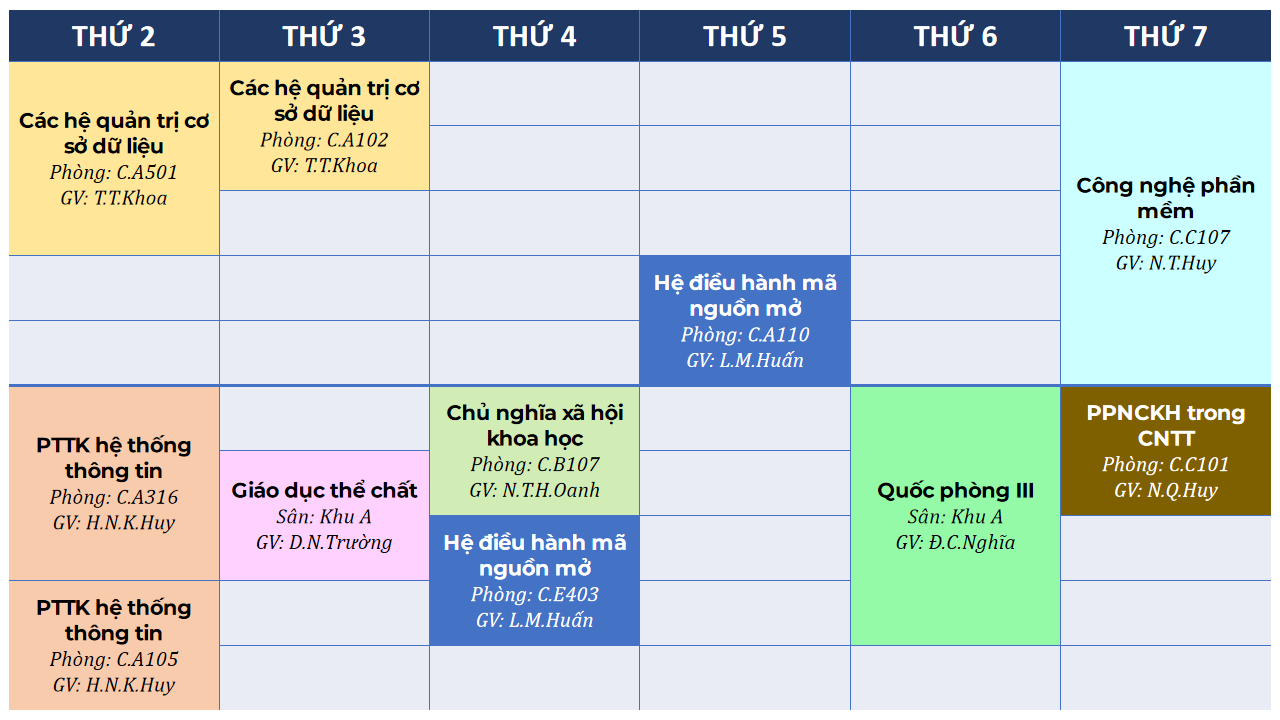 THỨ 2
THỨ 3
THỨ 4
THỨ 5
THỨ 6
THỨ 7
Các hệ quản trị cơ
sở dữ liệu
Phòng: C.A501
GV: T.T.Khoa
Các hệ quản trị cơ
sở dữ liệu
Phòng: C.A102
GV: T.T.Khoa
Công nghệ phần
mềm
Phòng: C.C107
GV: N.T.Huy
Hệ điều hành mã
nguồn mở
Phòng: C.A110
GV: L.M.Huấn
PTTK hệ thống
thông tin
Phòng: C.A316
GV: H.N.K.Huy
Giáo dục thể chất
Sân: Khu A
GV: D.N.Trường
Chủ nghĩa xã hội
khoa học
Phòng: C.B107
GV: N.T.H.Oanh
Quốc phòng III
Sân: Khu A
GV: Đ.C.Nghĩa
PPNCKH trong
CNTT
Phòng: C.C101
GV: N.Q.Huy
Hệ điều hành mã
nguồn mở
Phòng: C.E403
GV: L.M.Huấn
PTTK hệ thống
thông tin
Phòng: C.A105
GV: H.N.K.Huy